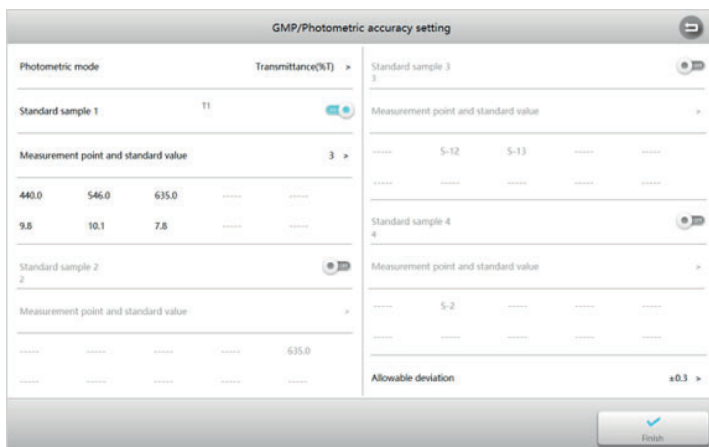 GMP/Photometric accuracy setting
Photometric mode Transmittance(%T) >
Standard sample 1 T1
Measurement point and standard value 3 >
440.0 546.0 635.0 ----- -----
9.8 10.1 7.8 ----- -----
Standard sample 2
2
Measurement point and standard value >
----- ----- ----- ----- 635.0
----- ----- ----- ----- -----
Standard sample 3
3
Measurement point and standard value >
----- S-12 S-13 ----- -----
----- ----- ----- ----- -----
Standard sample 4
4
Measurement point and standard value >
----- S-2 ----- ----- -----
----- ----- ----- ----- -----
Allowable deviation ±0.3 >
Finish